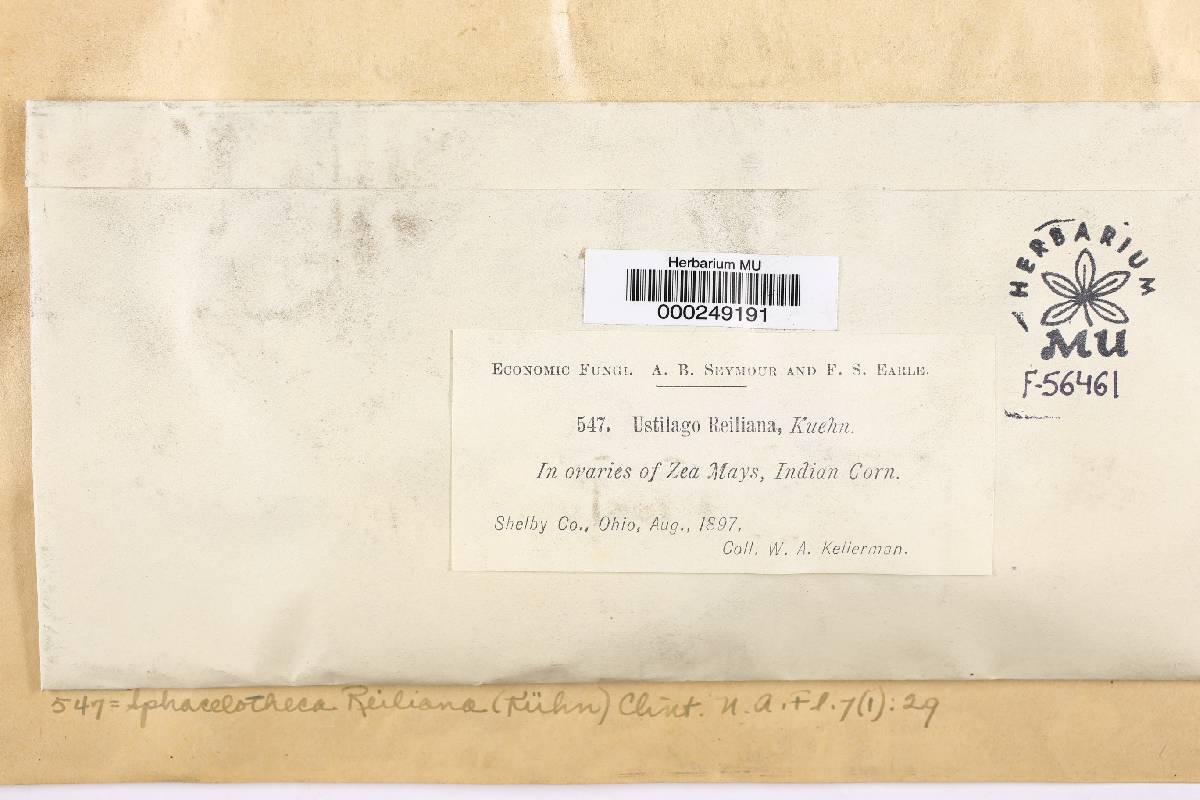 Herbarium MU
000249191
HERBARIUM
MU
F-56461
Economic Fungi. A. B. Seymour and F. S. Earle.
547. Ustilago Reiliana, Kuehn.
In ovaries of Zea Mays, Indian Corn.
Shelby Co., Ohio, Aug., 1897.
Coll. W. A. Kellerman.
547 = Sphacelotheca Reiliana (Kühn) Clint. N. A. Fl. 7(1): 29